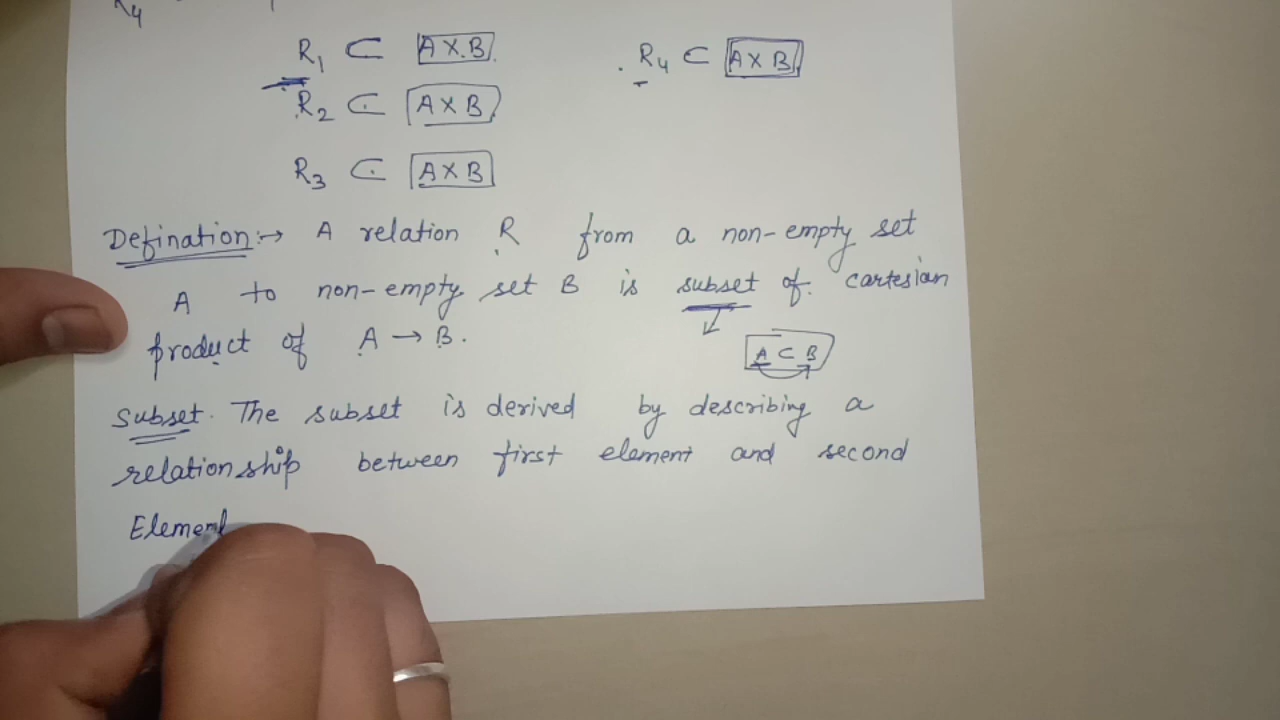 R4
R1 ⊂ A X B
R4 ⊂ A X B
R2 ⊂ A X B
R3 ⊂ A X B
Defination:→ A relation R from a non-empty set
A to non-empty set B is subset of cartesian
product of A → B.
A ⊂ B
Subset. The subset is derived by describing a
relationship between first element and second
Element